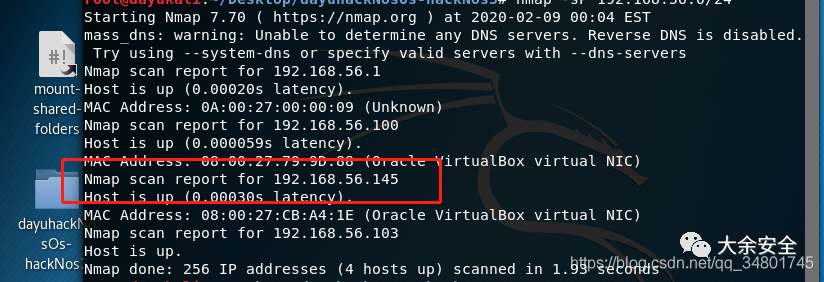 root@dayukali:~/Desktop/dayuhackNosOs-hackNos3# nmap -sP 192.168.56.0/24
Starting Nmap 7.70 ( https://nmap.org ) at 2020-02-09 00:04 EST
mass_dns: warning: Unable to determine any DNS servers. Reverse DNS is disabled.
Try using --system-dns or specify valid servers with --dns-servers
Nmap scan report for 192.168.56.1
Host is up (0.00020s latency).
MAC Address: 0A:00:27:00:00:09 (Unknown)
Nmap scan report for 192.168.56.100
Host is up (0.000059s latency).
MAC Address: 08:00:27:79:9D:88 (Oracle VirtualBox virtual NIC)
Nmap scan report for 192.168.56.145
Host is up (0.00030s latency).
MAC Address: 08:00:27:CB:A4:1E (Oracle VirtualBox virtual NIC)
Nmap scan report for 192.168.56.103
Host is up.
Nmap done: 256 IP addresses (4 hosts up) scanned in 1.93 seconds
#!
mount-
shared-
folders
dayuhackN
sOs-
hackNos
大余安全
https://blog.csdn.net/qq_34801745